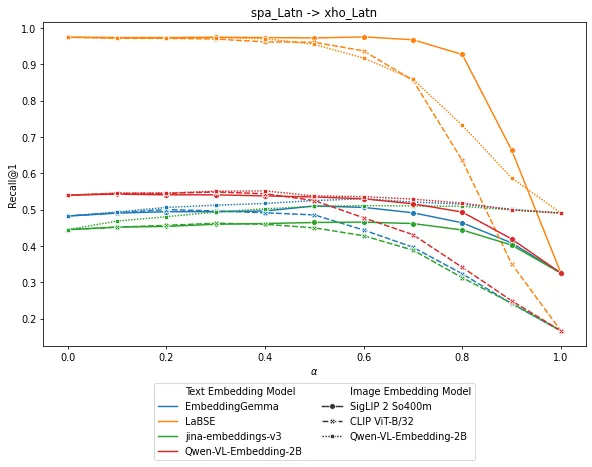 spa_Latn -> xho_Latn
1.0
0.9
0.8
0.7
0.6
0.5
0.4
0.3
0.2
Recall@1
0.0
0.2
0.4
0.6
0.8
1.0
α
Text Embedding Model
EmbeddingGemma
LaBSE
jina-embeddings-v3
Qwen-VL-Embedding-2B
Image Embedding Model
SigLIP 2 So400m
CLIP ViT-B/32
Qwen-VL-Embedding-2B